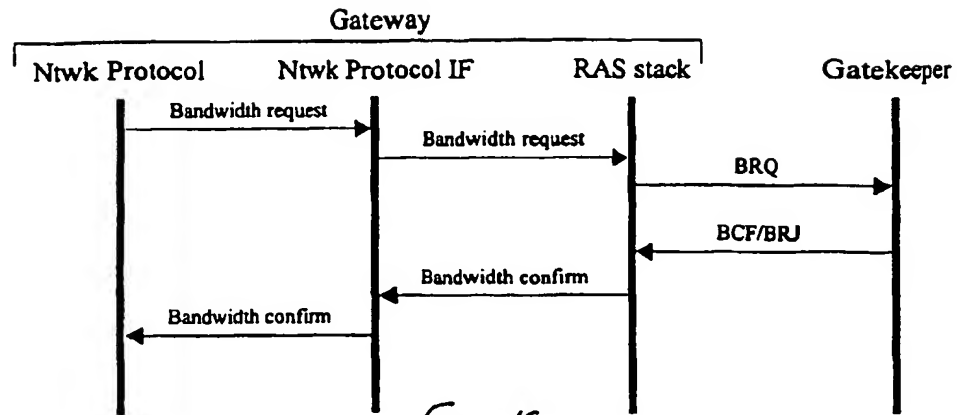 Gateway
Ntwk Protocol Ntwk Protocol IF RAS stack Gatekeeper
Bandwidth request
Bandwidth request
BRQ
BCF/BRJ
Bandwidth confirm
Bandwidth confirm